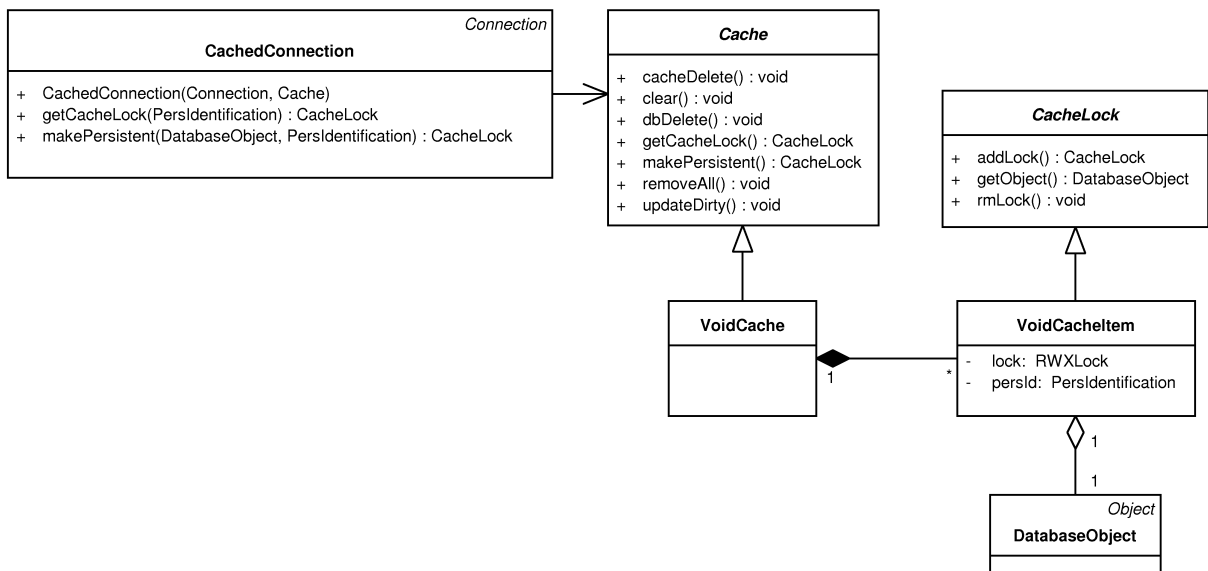 Connection
CachedConnection
+ CachedConnection(Connection, Cache)
+ getCacheLock(PersIdentification) : CacheLock
+ makePersistent(DatabaseObject, PersIdentification) : CacheLock
Cache
+ cacheDelete() : void
+ clear() : void
+ dbDelete() : void
+ getCacheLock() : CacheLock
+ makePersistent() : CacheLock
+ removeAll() : void
+ updateDirty() : void
CacheLock
+ addLock() : CacheLock
+ getObject() : DatabaseObject
+ rmLock() : void
VoidCache
1
*
VoidCacheItem
- lock: RWXLock
- persId: PersIdentification
1
1
Object
DatabaseObject